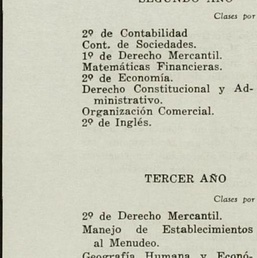 SEGUNDO AÑO
Clases por
2º de Contabilidad
Cont. de Sociedades.
1º de Derecho Mercantil.
Matemáticas Financieras.
2º de Economía.
Derecho Constitucional y Ad-
ministrativo.
Organización Comercial.
2º de Inglés.
TERCER AÑO
Clases por
2º de Derecho Mercantil.
Manejo de Establecimientos
al Menudeo.
Geografía Humana y Econó-